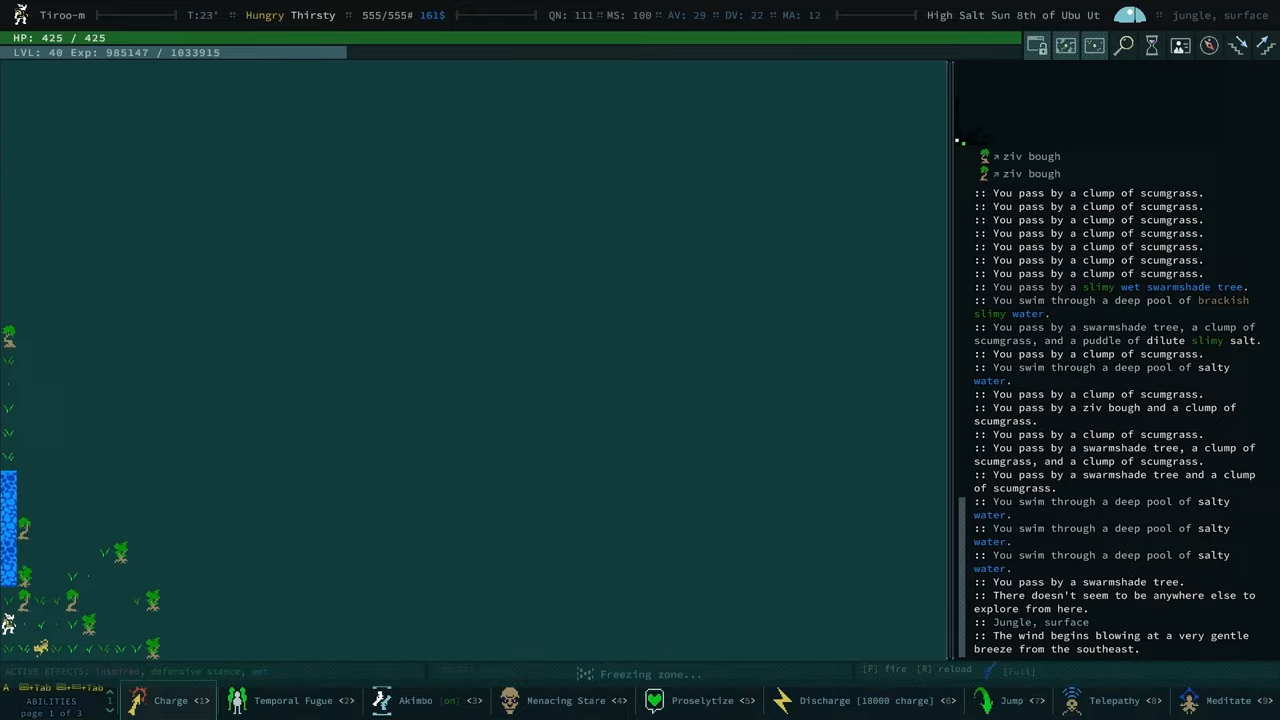 Tiroo-m T:23° :: Hungry Thirsty :: 555/555# 161$ QN: 111 :: MS: 100 :: AV: 29 :: DV: 22 :: MA: 12 High Salt Sun 8th of Ubu Ut :: jungle, surface
HP: 425 / 425
LVL: 40 Exp: 985147 / 1033915
ziv bough
ziv bough
:: You pass by a clump of scumgrass.
:: You pass by a clump of scumgrass.
:: You pass by a clump of scumgrass.
:: You pass by a clump of scumgrass.
:: You pass by a clump of scumgrass.
:: You pass by a clump of scumgrass.
:: You pass by a clump of scumgrass.
:: You pass by a slimy wet swarmshade tree.
:: You swim through a deep pool of brackish
slimy water.
:: You pass by a swarmshade tree, a clump of
scumgrass, and a puddle of dilute slimy salt.
:: You pass by a clump of scumgrass.
:: You swim through a deep pool of salty
water.
:: You pass by a clump of scumgrass.
:: You pass by a ziv bough and a clump of
scumgrass.
:: You pass by a clump of scumgrass.
:: You pass by a swarmshade tree, a clump of
scumgrass, and a clump of scumgrass.
:: You pass by a swarmshade tree and a clump
of scumgrass.
:: You swim through a deep pool of salty
water.
:: You swim through a deep pool of salty
water.
:: You swim through a deep pool of salty
water.
:: You pass by a swarmshade tree.
:: There doesn't seem to be anywhere else to
explore from here.
:: Jungle, surface
:: The wind begins blowing at a very gentle
breeze from the southeast.
ACTIVE EFFECTS: inspired, defensive stance, wet
Freezing zone...
[F] fire [R] reload [Full]
A Tab Tab
ABILITIES
page 1 of 3
1
Charge <1> Temporal Fugue <2> Akimbo [on] <3> Menacing Stare <4> Proselytize <5> Discharge [18000 charge] <6> Jump <7> Telepathy <8> Meditate <9>